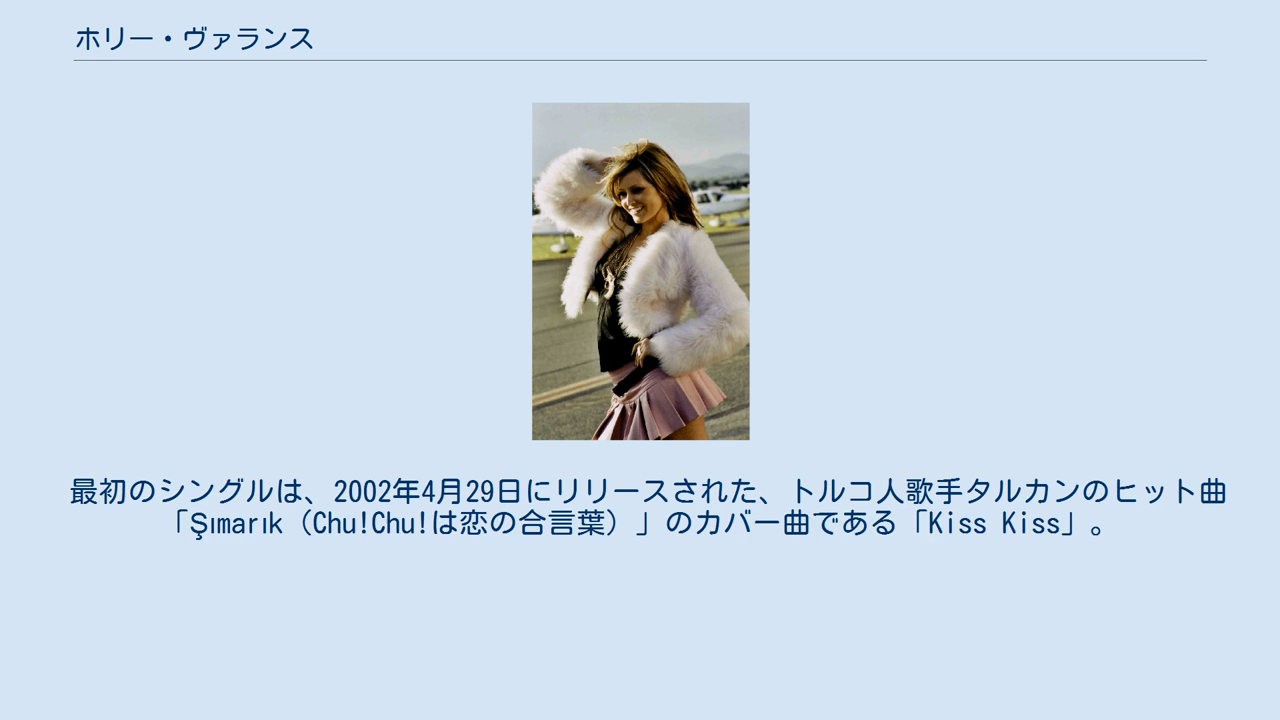 ホリー・ヴァランス
最初のシングルは、2002年4月29日にリリースされた、トルコ人歌手タルカンのヒット曲
「Şımarık（Chu!Chu!は恋の合言葉）」のカバー曲である「Kiss Kiss」。